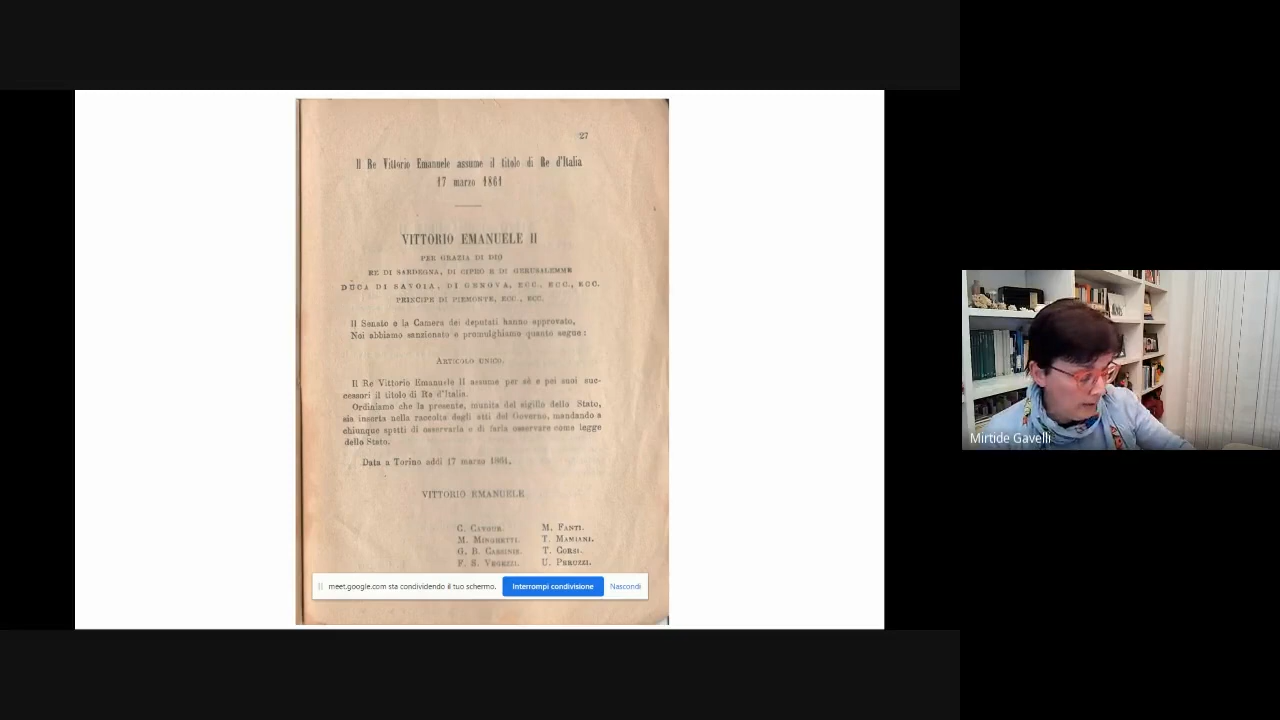 27
Il Re Vittorio Emanuele assume il titolo di Re d'Italia
17 marzo 1861
VITTORIO EMANUELE II
PER GRAZIA DI DIO
RE DI SARDEGNA, DI CIPRO E DI GERUSALEMME
DUCA DI SAVOIA, DI GENOVA, ECC., ECC., ECC.
PRINCIPE DI PIEMONTE, ECC., ECC.
Il Senato e la Camera dei deputati hanno approvato,
Noi abbiamo sanzionato e promulghiamo quanto segue:
ARTICOLO UNICO.
Il Re Vittorio Emanuele II assume per sè e pei suoi suc-
cessori il titolo di Re d'Italia.
Ordiniamo che la presente, munita del sigillo dello Stato,
sia inserta nella raccolta degli atti del Governo, mandando a
chiunque spetti di osservarla e di farla osservare come legge
dello Stato.
Data a Torino addì 17 marzo 1861.
VITTORIO EMANUELE
C. CAVOUR. M. FANTI.
M. MINGHETTI. T. MAMIANI.
G. B. CASSINIS. T. CORSI.
F. S. VEGEZZI. U. PERUZZI.
meet.google.com sta condividendo il tuo schermo. Interrompi condivisione Nascondi
Mirtide Gavelli